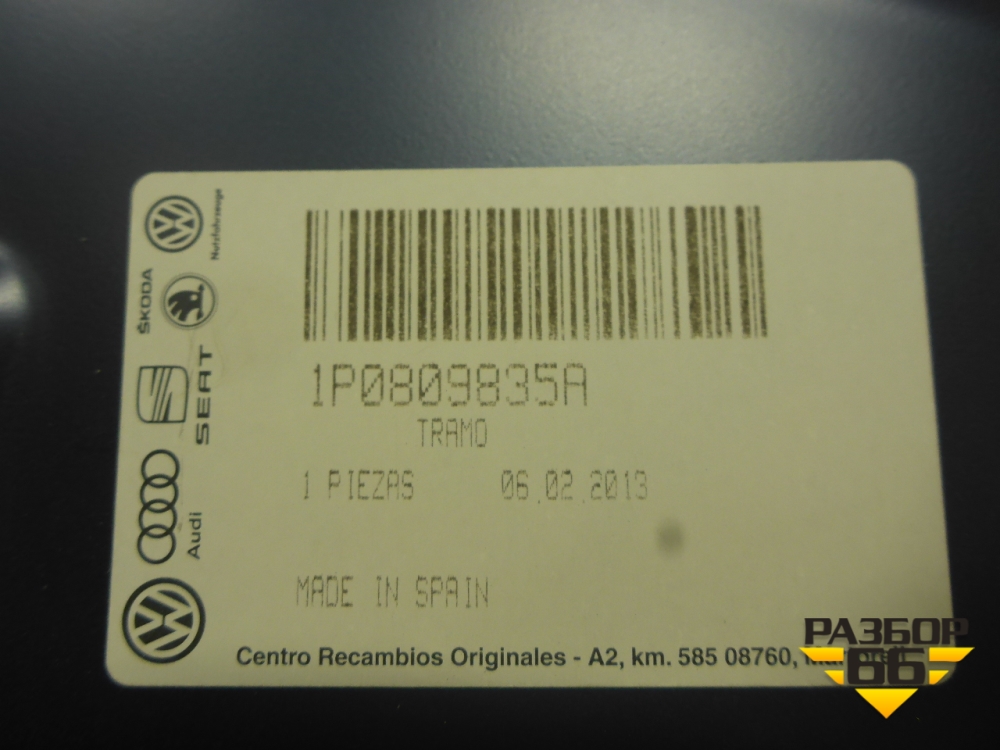 Nutzfahrzeuge
ŠKODA
SEAT
Audi
1P0809835A
TRAMO
1 PIEZAS 06.02.2013
MADE IN SPAIN
Centro Recambios Originales - A2, km. 585 08760,
РАЗБОР
66